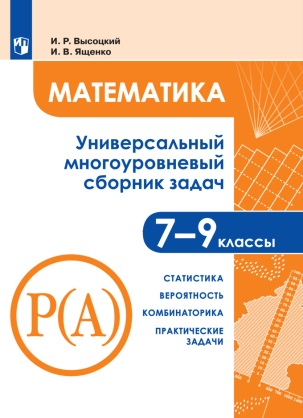 И. Р. Высоцкий
И. В. Ященко
МАТЕМАТИКА
Универсальный
многоуровневый
сборник задач
7–9 классы
СТАТИСТИКА
ВЕРОЯТНОСТЬ
КОМБИНАТОРИКА
ПРАКТИЧЕСКИЕ
ЗАДАЧИ
P(A)